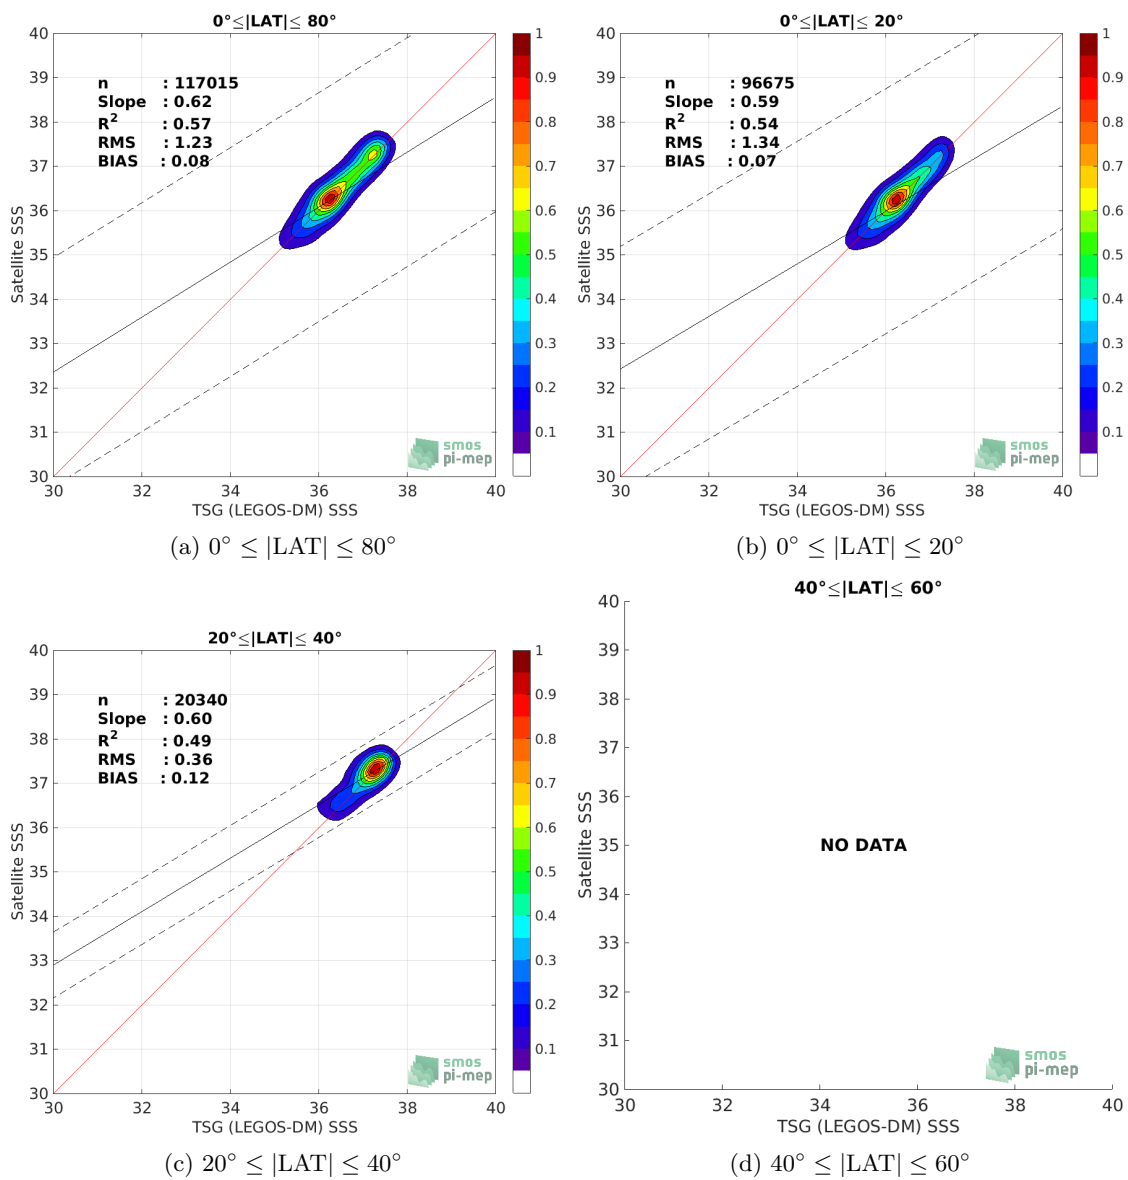 0°≤|LAT|≤ 80°
n : 117015
Slope : 0.62
R2 : 0.57
RMS : 1.23
BIAS : 0.08
Satellite SSS
40
39
38
37
36
35
34
33
32
31
30
30 32 34 36 38 40
TSG (LEGOS-DM) SSS
1
0.9
0.8
0.7
0.6
0.5
0.4
0.3
0.2
0.1
smos
pi-mep
(a) 0° ≤ |LAT| ≤ 80°
0°≤|LAT|≤ 20°
n : 96675
Slope : 0.59
R2 : 0.54
RMS : 1.34
BIAS : 0.07
Satellite SSS
40
39
38
37
36
35
34
33
32
31
30
30 32 34 36 38 40
TSG (LEGOS-DM) SSS
1
0.9
0.8
0.7
0.6
0.5
0.4
0.3
0.2
0.1
smos
pi-mep
(b) 0° ≤ |LAT| ≤ 20°
20°≤|LAT|≤ 40°
n : 20340
Slope : 0.60
R2 : 0.49
RMS : 0.36
BIAS : 0.12
Satellite SSS
40
39
38
37
36
35
34
33
32
31
30
30 32 34 36 38 40
TSG (LEGOS-DM) SSS
1
0.9
0.8
0.7
0.6
0.5
0.4
0.3
0.2
0.1
smos
pi-mep
(c) 20° ≤ |LAT| ≤ 40°
40°≤|LAT|≤ 60°
Satellite SSS
40
39
38
37
36
35
34
33
32
31
30
NO DATA
30 32 34 36 38 40
TSG (LEGOS-DM) SSS
smos
pi-mep
(d) 40° ≤ |LAT| ≤ 60°